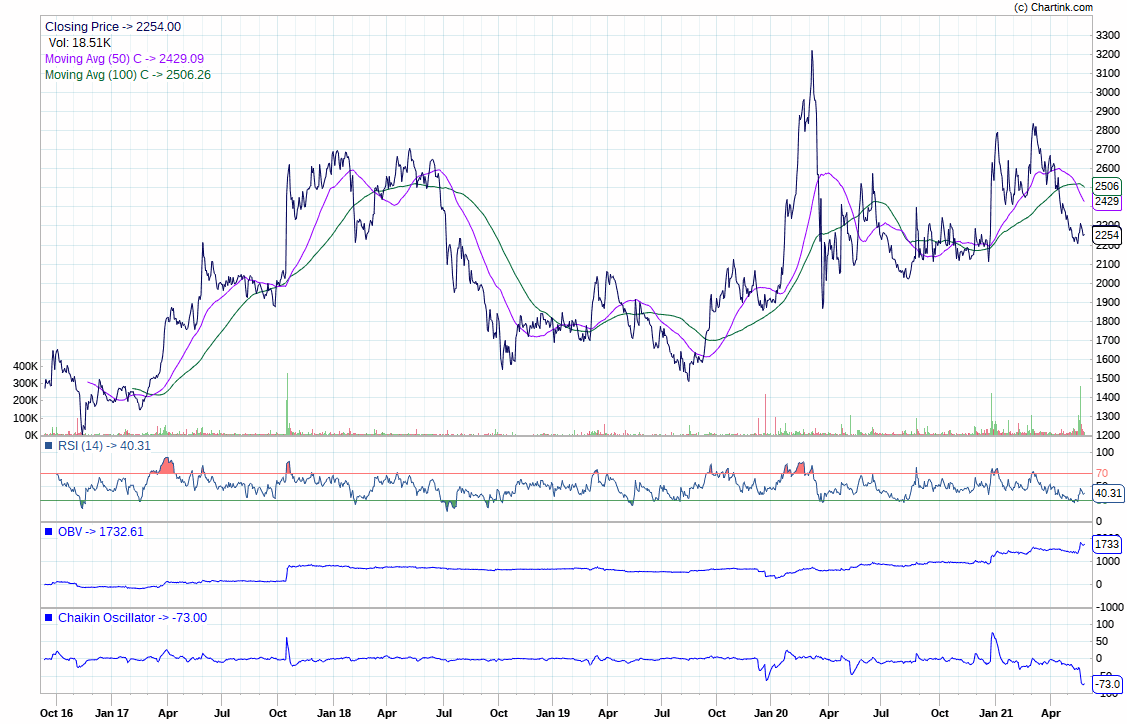 (c) Chartink.com
Closing Price -> 2254.00
Vol: 18.51K
Moving Avg (50) C -> 2429.09
Moving Avg (100) C -> 2506.26
3300
3200
3100
3000
2900
2800
2700
2600
2506
2429
2300
2254
2200
2100
2000
1900
1800
1700
1600
1500
1400
1300
1200
400K
300K
200K
100K
0K
RSI (14) -> 40.31
100
70
40.31
0
OBV -> 1732.61
1733
1000
0
-1000
Chaikin Oscillator -> -73.00
100
50
0
-73.0
Oct 16 Jan 17 Apr Jul Oct Jan 18 Apr Jul Oct Jan 19 Apr Jul Oct Jan 20 Apr Jul Oct Jan 21 Apr